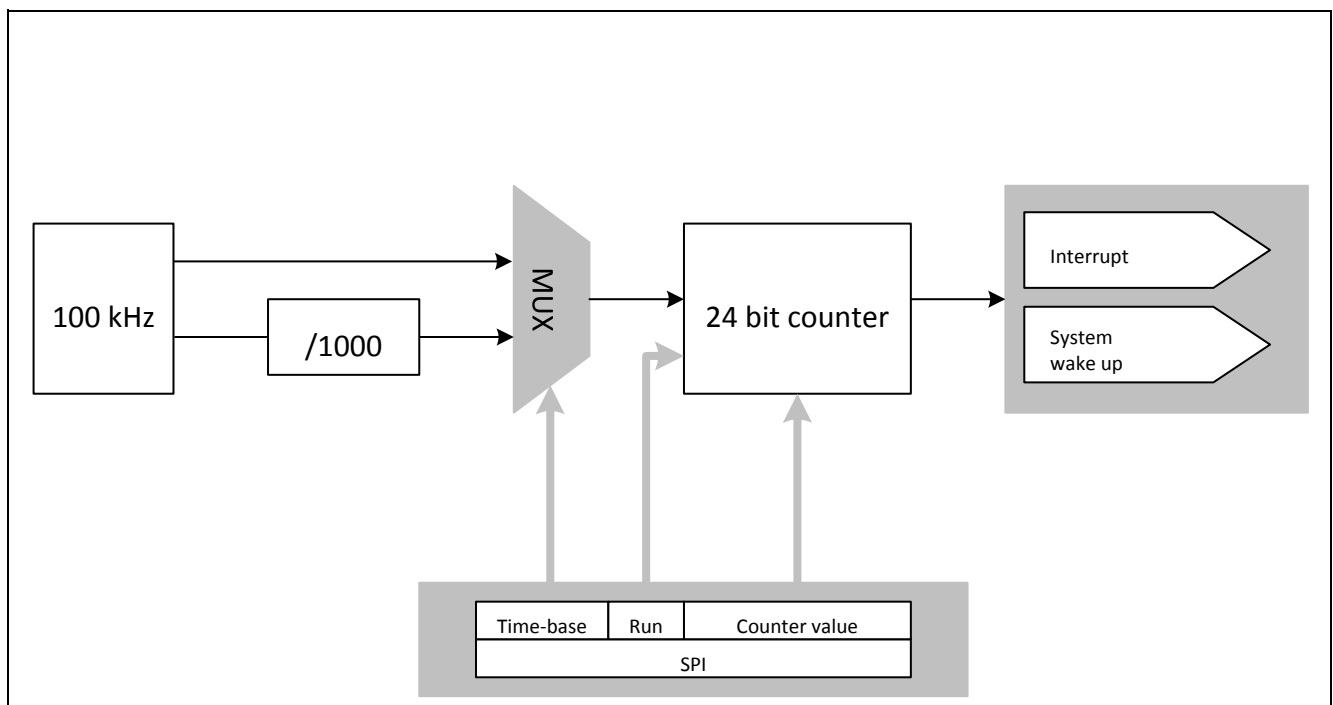 100 kHz
/1000
MUX
24 bit counter
Interrupt
System
wake up
Time-base
Run
Counter value
SPI